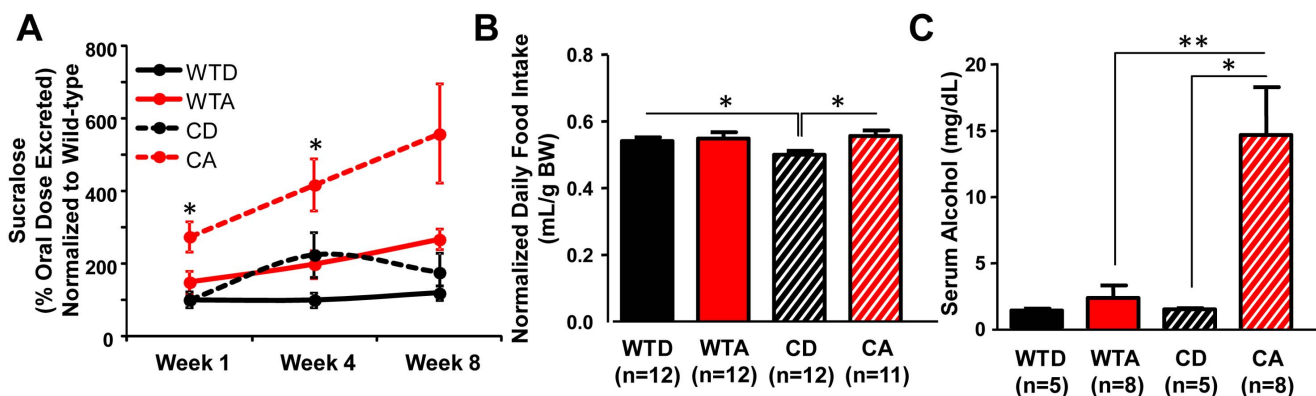 A
Sucralose
(% Oral Dose Excreted)
Normalized to Wild-type
800
600
400
200
0
WTD
WTA
CD
CA
*
*
Week 1
Week 4
Week 8
B
Normalized Daily Food Intake
(mL/g BW)
0.8
0.6
0.4
0.2
0.0
*
*
WTD
WTA
CD
CA
(n=12)
(n=12)
(n=12)
(n=11)
C
Serum Alcohol (mg/dL)
20
15
10
5
0
**
*
WTD
WTA
CD
CA
(n=5)
(n=8)
(n=5)
(n=8)